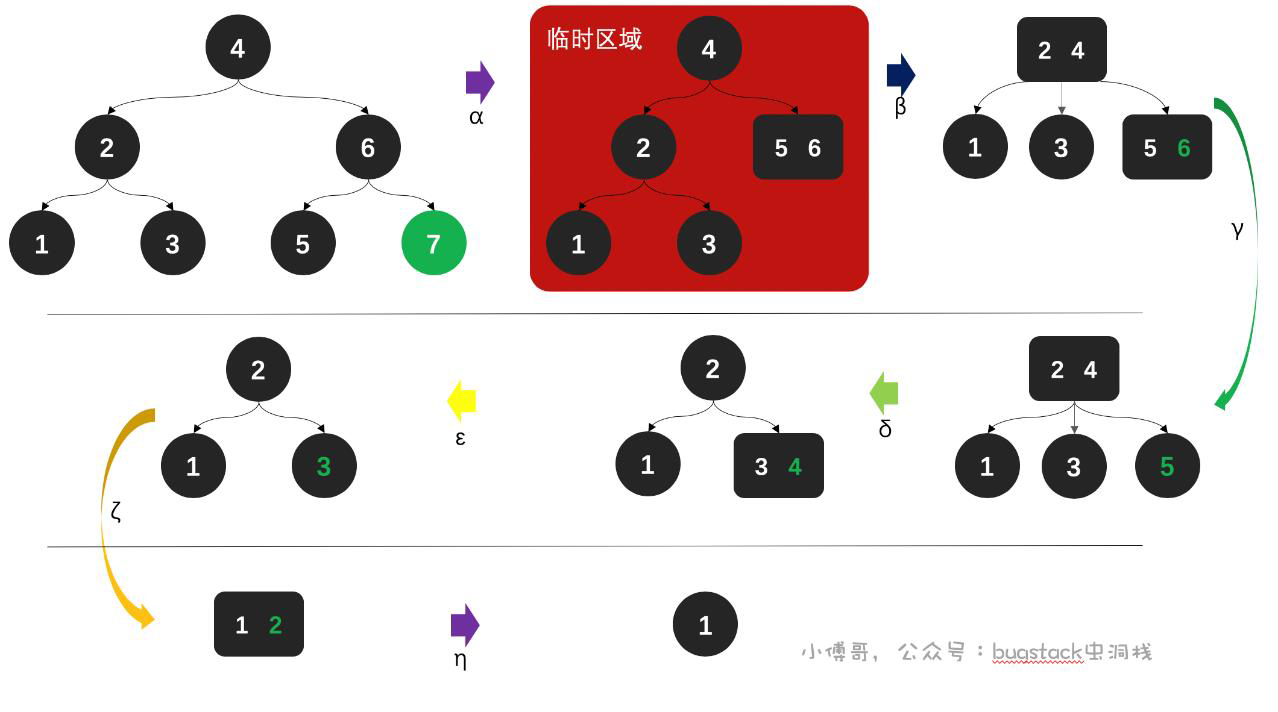 4
2 6
1 3 5 7
α
临时区域
4
2 5 6
1 3
β
2 4
1 3 5 6
γ
2 4
1 3 5
δ
2
1 3 4
ε
2
1 3
ζ
1 2
η
1
小傅哥，公众号：bugstack虫洞栈